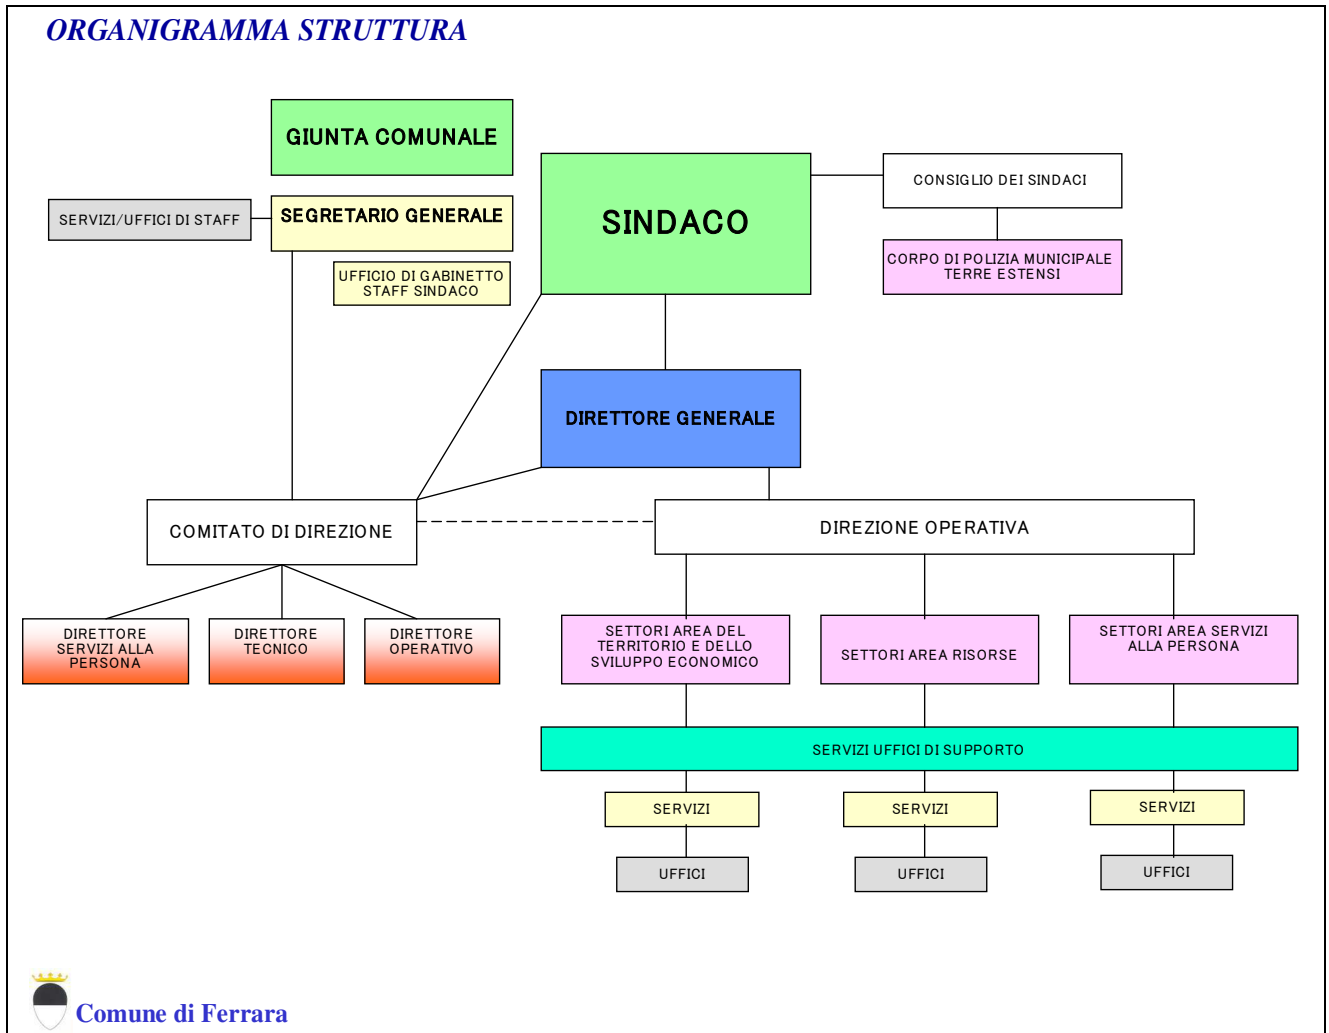 ORGANIGRAMMA STRUTTURA
GIUNTA COMUNALE
SINDACO
CONSIGLIO DEI SINDACI
SERVIZI/UFFICI DI STAFF
SEGRETARIO GENERALE
CORPO DI POLIZIA MUNICIPALE
TERRE ESTENSI
UFFICIO DI GABINETTO
STAFF SINDACO
DIRETTORE GENERALE
COMITATO DI DIREZIONE
DIREZIONE OPERATIVA
DIRETTORE
SERVIZI ALLA
PERSONA
DIRETTORE
TECNICO
DIRETTORE
OPERATIVO
SETTORI AREA DEL
TERRITORIO E DELLO
SVILUPPO ECONOMICO
SETTORI AREA RISORSE
SETTORI AREA SERVIZI
ALLA PERSONA
SERVIZI UFFICI DI SUPPORTO
SERVIZI
SERVIZI
SERVIZI
UFFICI
UFFICI
UFFICI
Comune di Ferrara